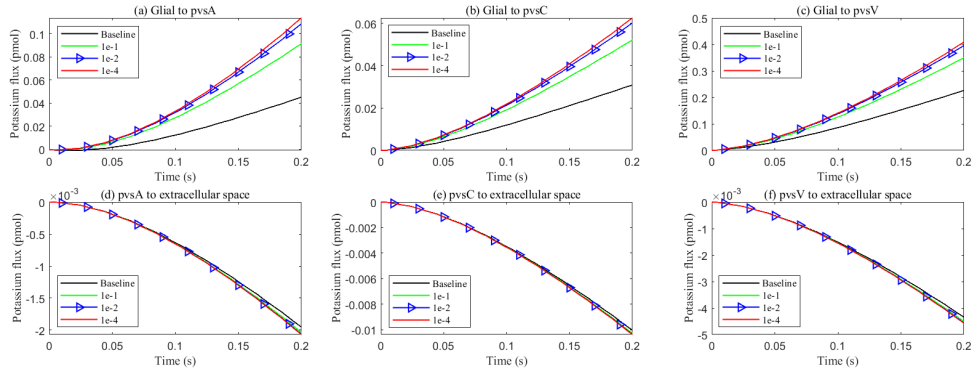 (a) Glial to pvsA
Potassium flux (pmol)
0.1
0.08
0.06
0.04
0.02
0
Baseline
1e-1
1e-2
1e-4
0 0.05 0.1 0.15 0.2
Time (s)
(b) Glial to pvsC
Potassium flux (pmol)
0.06
0.04
0.02
0
Baseline
1e-1
1e-2
1e-4
0 0.05 0.1 0.15 0.2
Time (s)
(c) Glial to pvsV
Potassium flux (pmol)
0.5
0.4
0.3
0.2
0.1
0
Baseline
1e-1
1e-2
1e-4
0 0.05 0.1 0.15 0.2
Time (s)
(d) pvsA to extracellular space
×10-3
Potassium flux (pmol)
0
-0.5
-1
-1.5
-2
Baseline
1e-1
1e-2
1e-4
0 0.05 0.1 0.15 0.2
Time (s)
(e) pvsC to extracellular space
Potassium flux (pmol)
0
-0.002
-0.004
-0.006
-0.008
-0.01
Baseline
1e-1
1e-2
1e-4
0 0.05 0.1 0.15 0.2
Time (s)
(f) pvsV to extracellular space
×10-3
Potassium flux (pmol)
0
-1
-2
-3
-4
-5
Baseline
1e-1
1e-2
1e-4
0 0.05 0.1 0.15 0.2
Time (s)